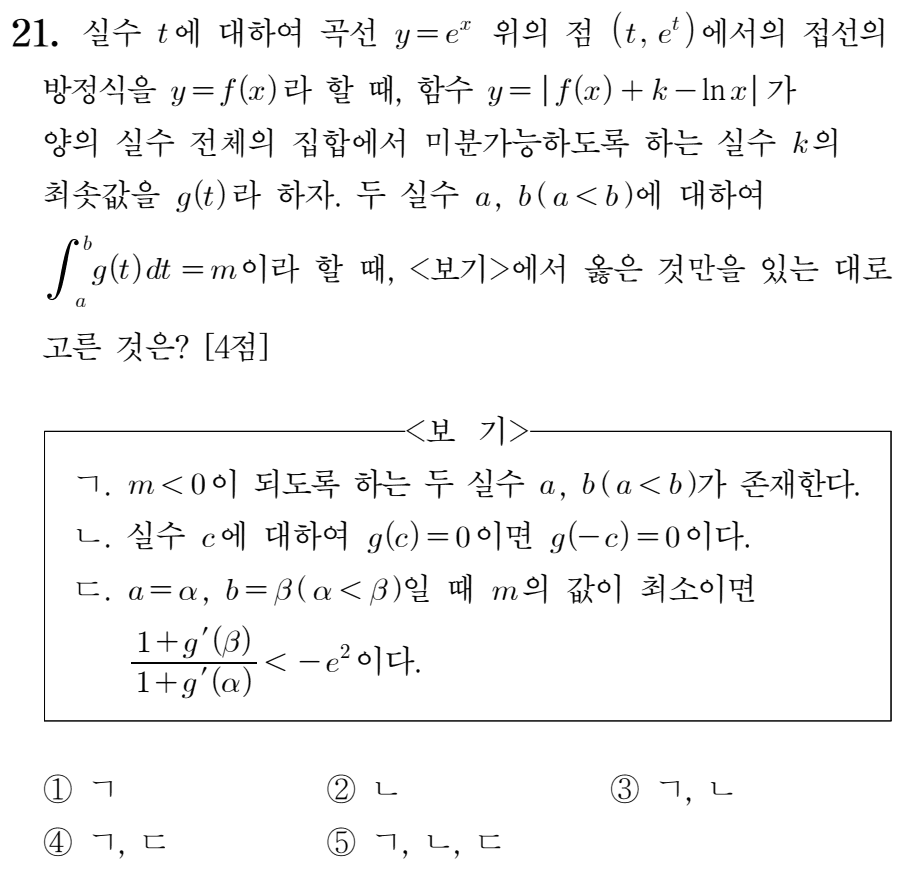 21. 실수 t에 대하여 곡선 y=e^x 위의 점 (t, e^t)에서의 접선의
방정식을 y=f(x)라 할 때, 함수 y=|f(x)+k-lnx|가
양의 실수 전체의 집합에서 미분가능하도록 하는 실수 k의
최솟값을 g(t)라 하자. 두 실수 a, b(a<b)에 대하여
∫_a^b g(t)dt=m이라 할 때, <보기>에서 옳은 것만을 있는 대로
고른 것은? [4점]
<보 기>
ㄱ. m<0이 되도록 하는 두 실수 a, b(a<b)가 존재한다.
ㄴ. 실수 c에 대하여 g(c)=0이면 g(-c)=0이다.
ㄷ. a=α, b=β(α<β)일 때 m의 값이 최소이면
(1+g′(β))/(1+g′(α)) < -e^2이다.
① ㄱ ② ㄴ ③ ㄱ, ㄴ
④ ㄱ, ㄷ ⑤ ㄱ, ㄴ, ㄷ